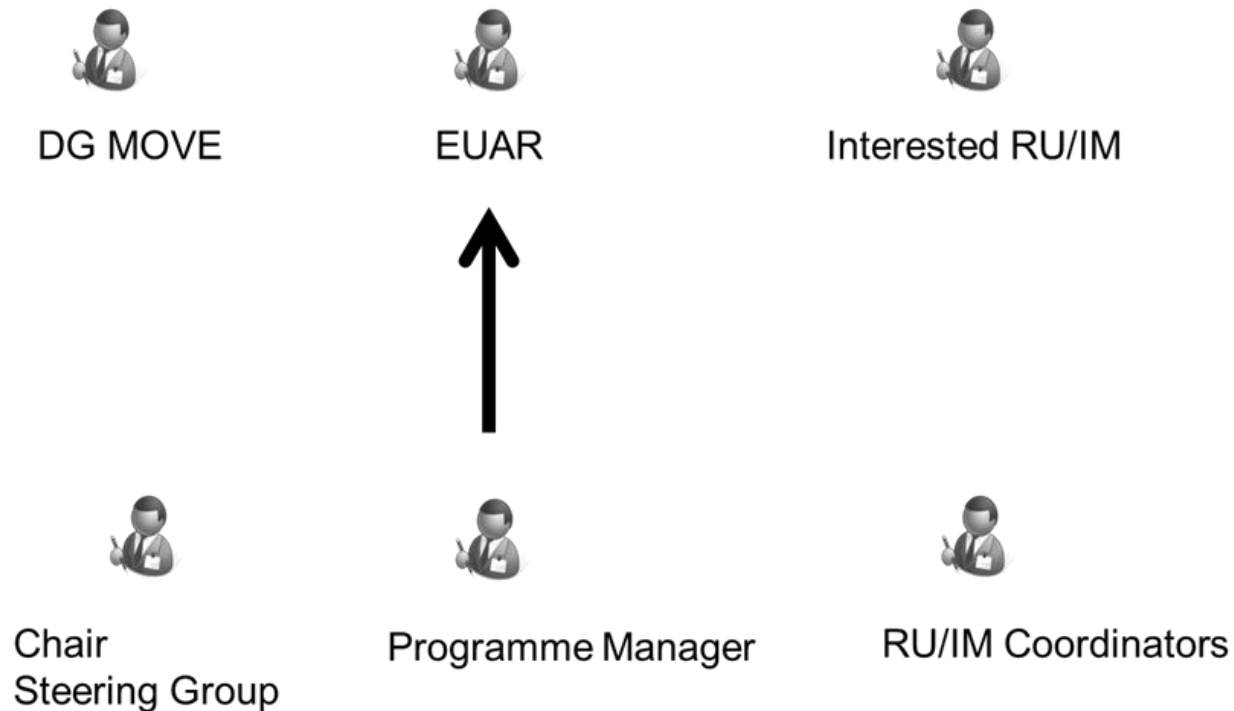 DG MOVE
EUAR
Interested RU/IM
Chair
Steering Group
Programme Manager
RU/IM Coordinators